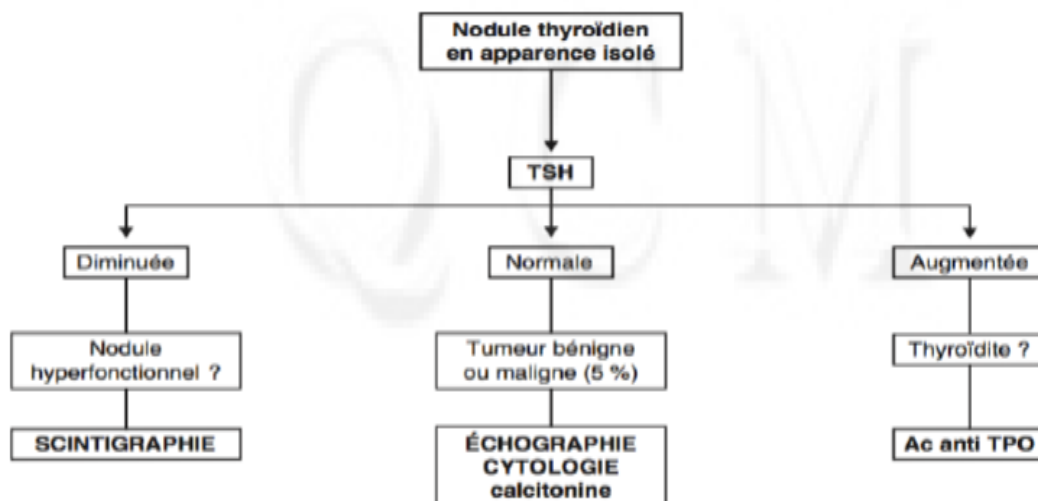 Nodule thyroïdien
en apparence isolé
TSH
Diminuée
Normale
Augmentée
Nodule
hyperfonctionnel ?
Tumeur bénigne
ou maligne (5 %)
Thyroïdite ?
SCINTIGRAPHIE
ÉCHOGRAPHIE
CYTOLOGIE
calcitonine
Ac anti TPO
QCM